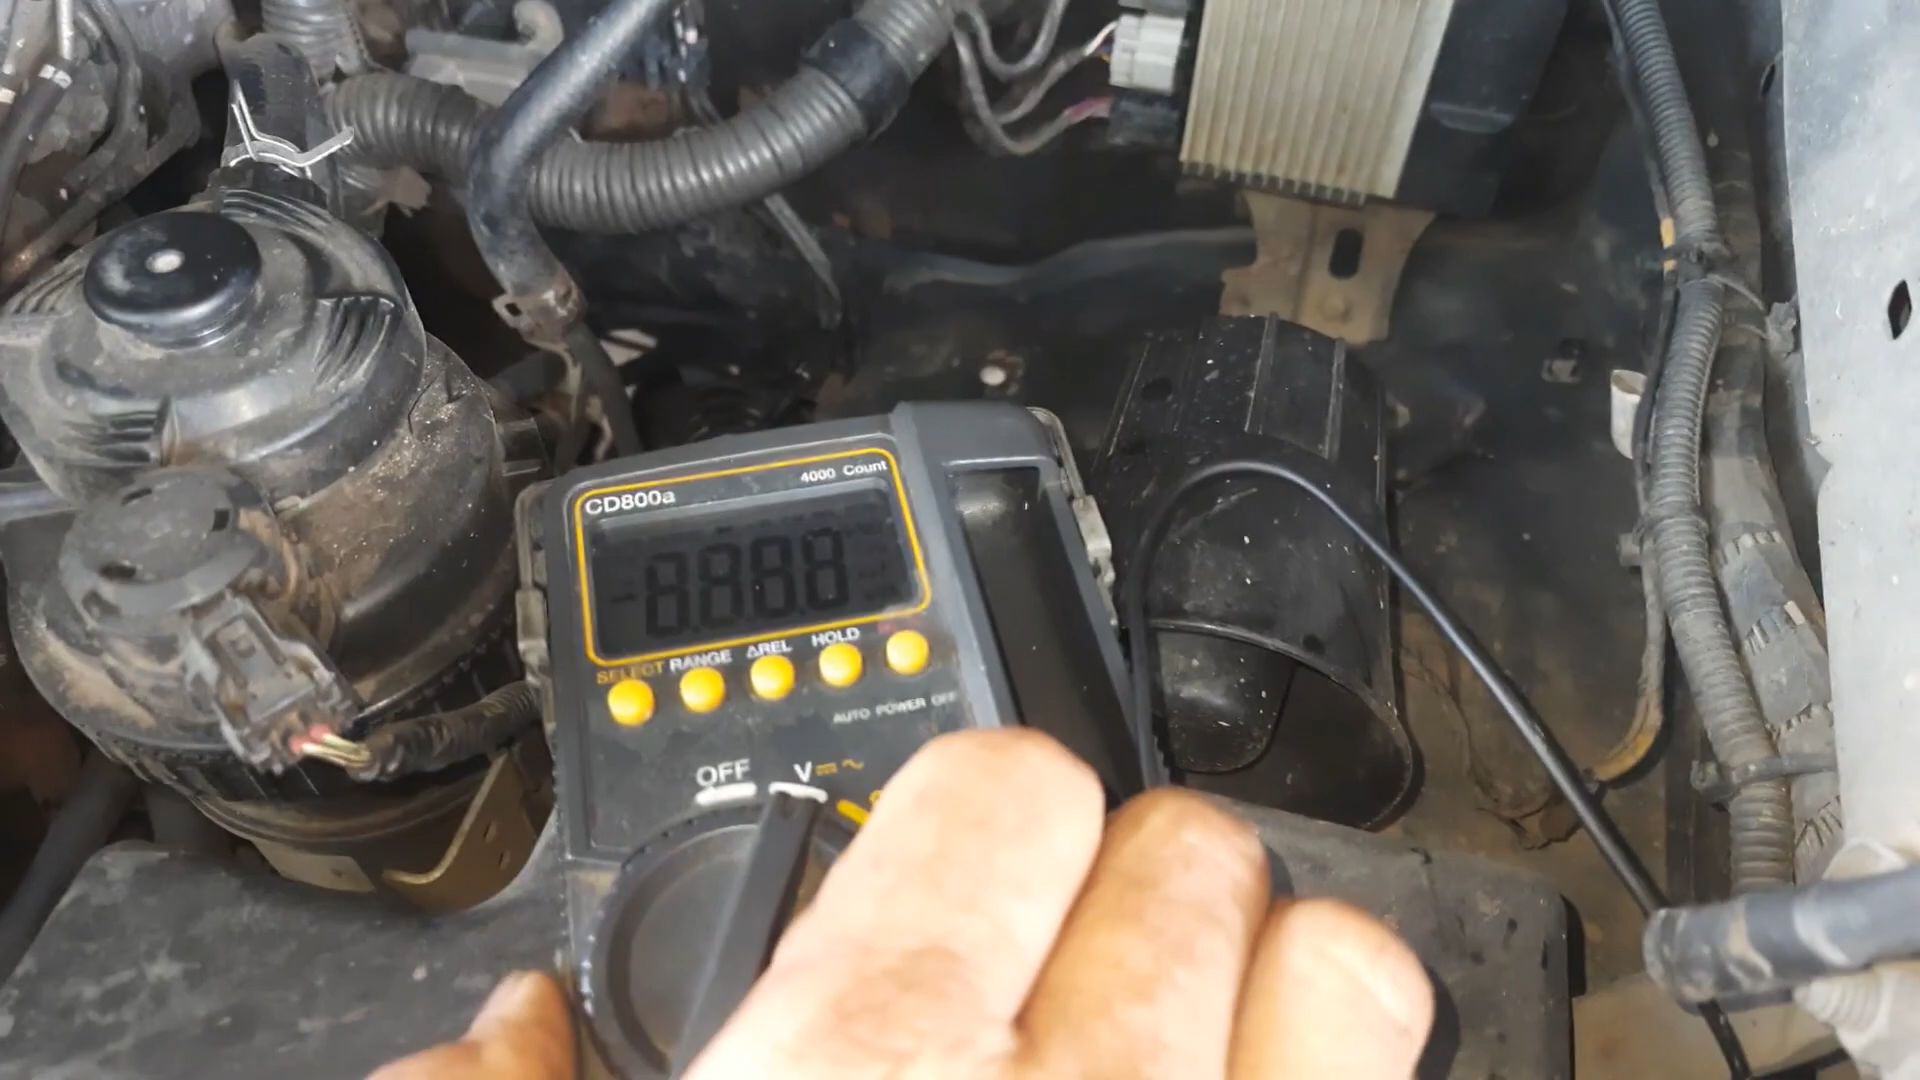 CD800a
4000 Count
-8.8.8.8
SELECT RANGE ΔREL HOLD
AUTO POWER OFF
OFF
V⎓~